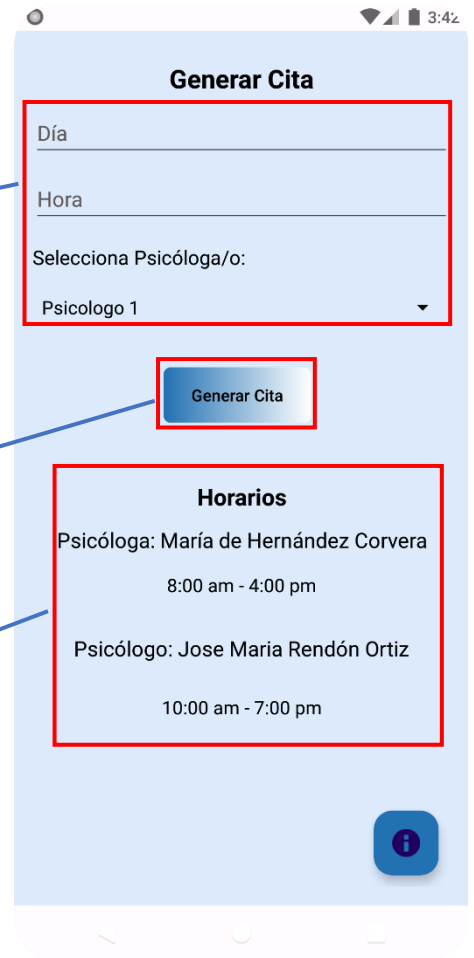 3:42
Generar Cita
Día
Hora
Selecciona Psicóloga/o:
Psicologo 1
Generar Cita
Horarios
Psicóloga: María de Hernández Corvera
8:00 am - 4:00 pm
Psicólogo: Jose Maria Rendón Ortiz
10:00 am - 7:00 pm